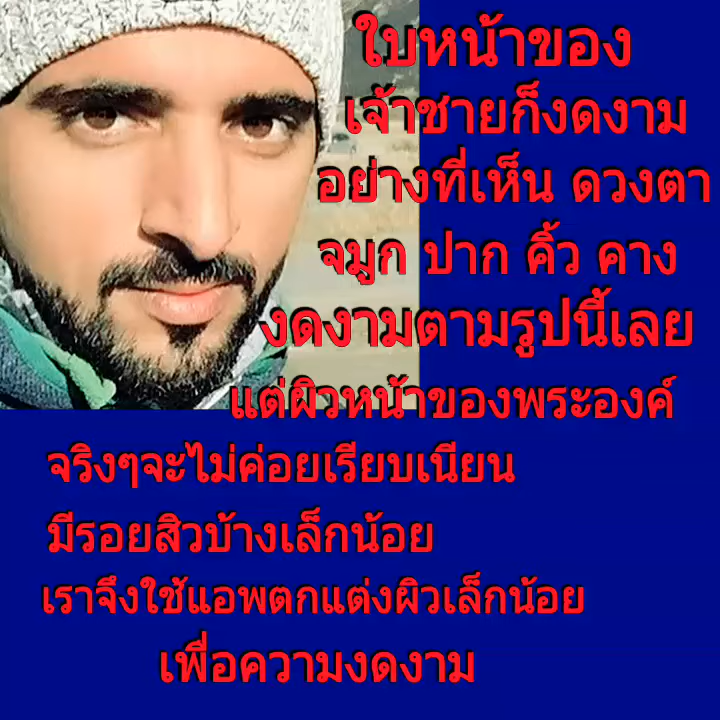 ใบหน้าของ
เจ้าชายก็งดงาม
อย่างที่เห็น ดวงตา
จมูก ปาก คิ้ว คาง
งดงามตามรูปนี้เลย
แต่ผิวหน้าของพระองค์
จริงๆจะไม่ค่อยเรียบเนียน
มีรอยสิวบ้างเล็กน้อย
เราจึงใช้แอพตกแต่งผิวเล็กน้อย
เพื่อความงดงาม